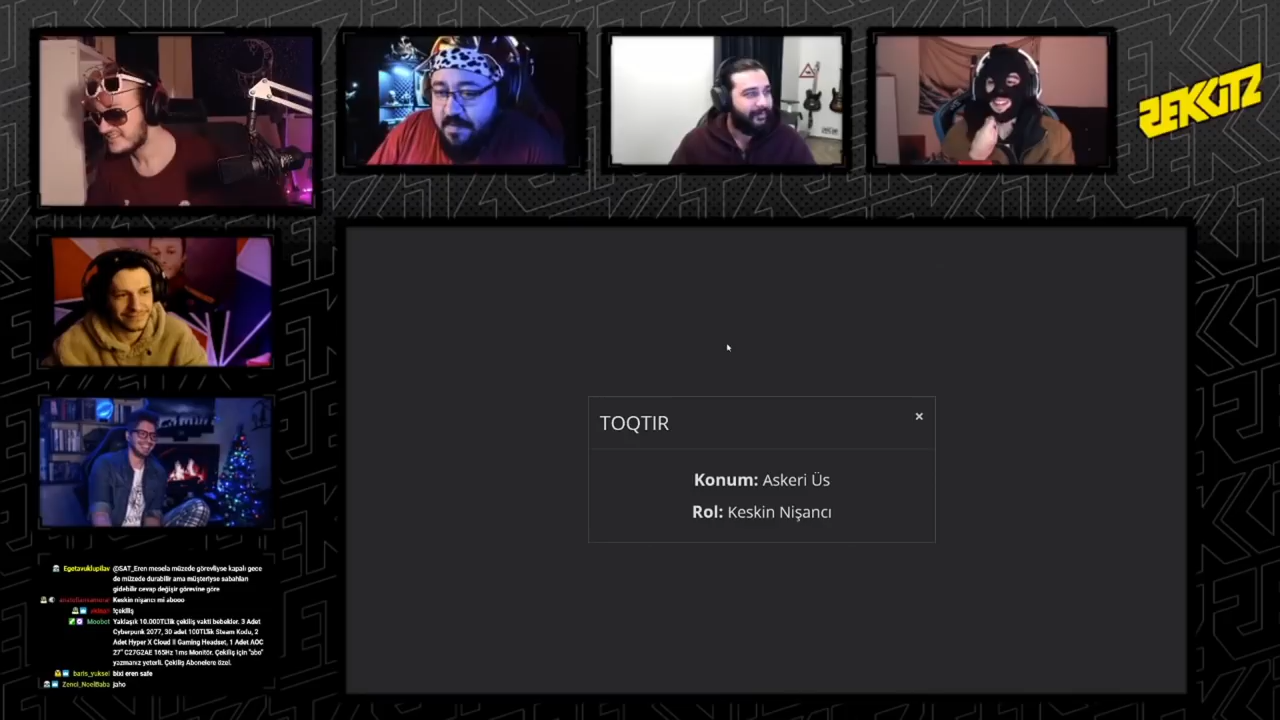 ZEKKITZ
TOQTIR
×
Konum: Askeri Üs
Rol: Keskin Nişancı
Egetavuklupilav @SAT_Eren mesela müzede görevliyse kapalı gece
de müzede durabilir ama müşteriyse sabahları
gidebilir cevap değişir görevine göre
Keskin nişancı mi abooo
!çekiliş
Moobot Yaklaşık 10.000TL'lik çekiliş vakti bebekler. 3 Adet
Cyberpunk 2077, 30 adet 100TL'lik Steam Kodu, 2
Adet Hyper X Cloud II Gaming Headset, 1 Adet AOC
27" C27G2AE 165Hz 1ms Monitör. Çekiliş için "abo"
yazmanız yeterli. Çekiliş Abonelere özel.
baris_yuksel bixi eren safe
Zenci_NoelBaba jaho